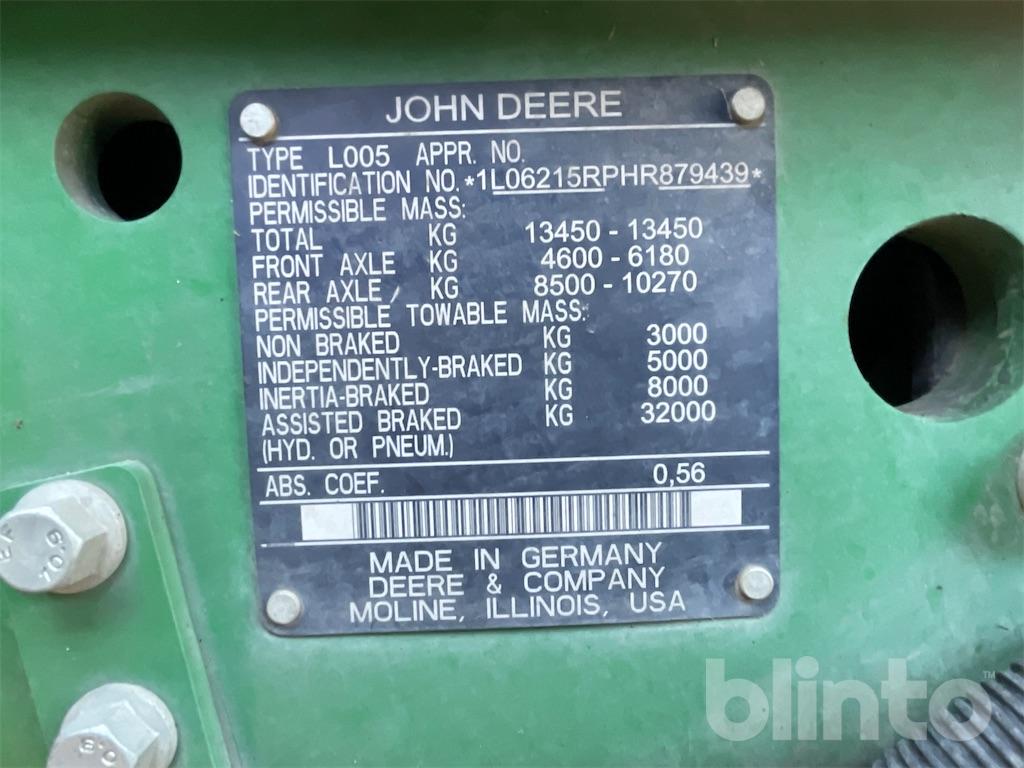 JOHN DEERE
TYPE L005 APPR. NO.
IDENTIFICATION NO.*1L06215RPHR879439*
PERMISSIBLE MASS:
TOTAL KG 13450 - 13450
FRONT AXLE KG 4600 - 6180
REAR AXLE, KG 8500 - 10270
PERMISSIBLE TOWABLE MASS:
NON BRAKED KG 3000
INDEPENDENTLY-BRAKED KG 5000
INERTIA-BRAKED KG 8000
ASSISTED BRAKED KG 32000
(HYD. OR PNEUM.)
ABS. COEF. 0,56
MADE IN GERMANY
DEERE & COMPANY
MOLINE, ILLINOIS, USA
10.9
blinto™